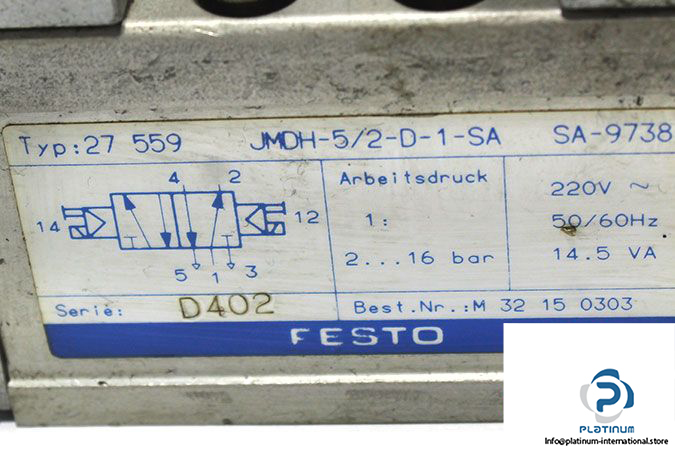 Typ:27 559 JMDH-5/2-D-1-SA SA-9738
4 2
14 12
5 1 3
Arbeitsdruck
1:
2...16 bar
220V ~
50/60Hz
14.5 VA
Serie: D402
Best.Nr.:M 32 15 0303
FESTO
PLATINUM
Info@platinum-international.store